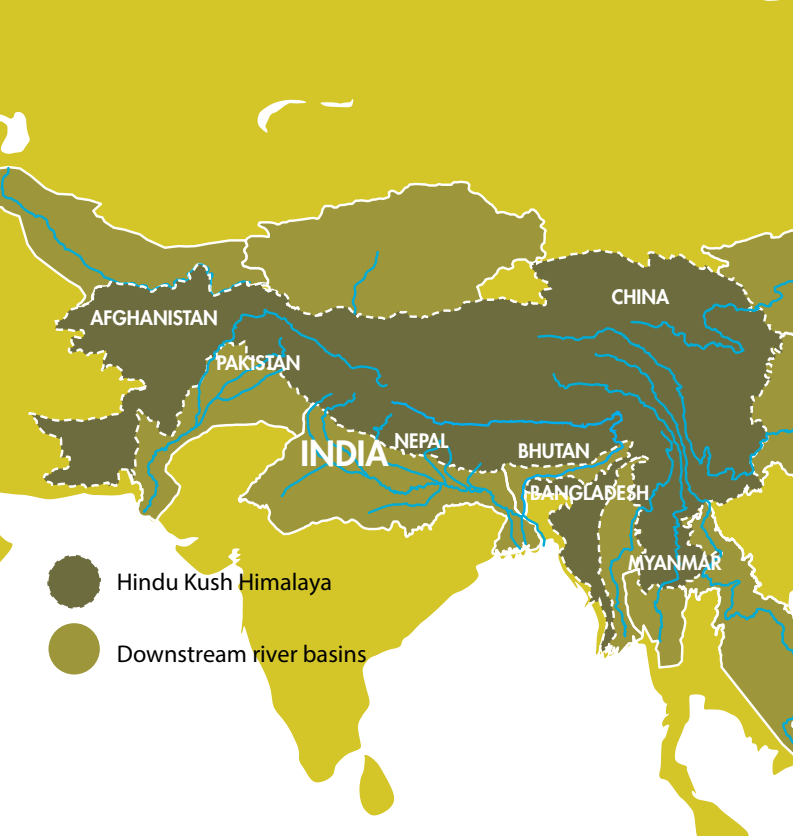 CHINA
AFGHANISTAN
PAKISTAN
NEPAL
INDIA
BHUTAN
BANGLADESH
MYANMAR
Hindu Kush Himalaya
Downstream river basins